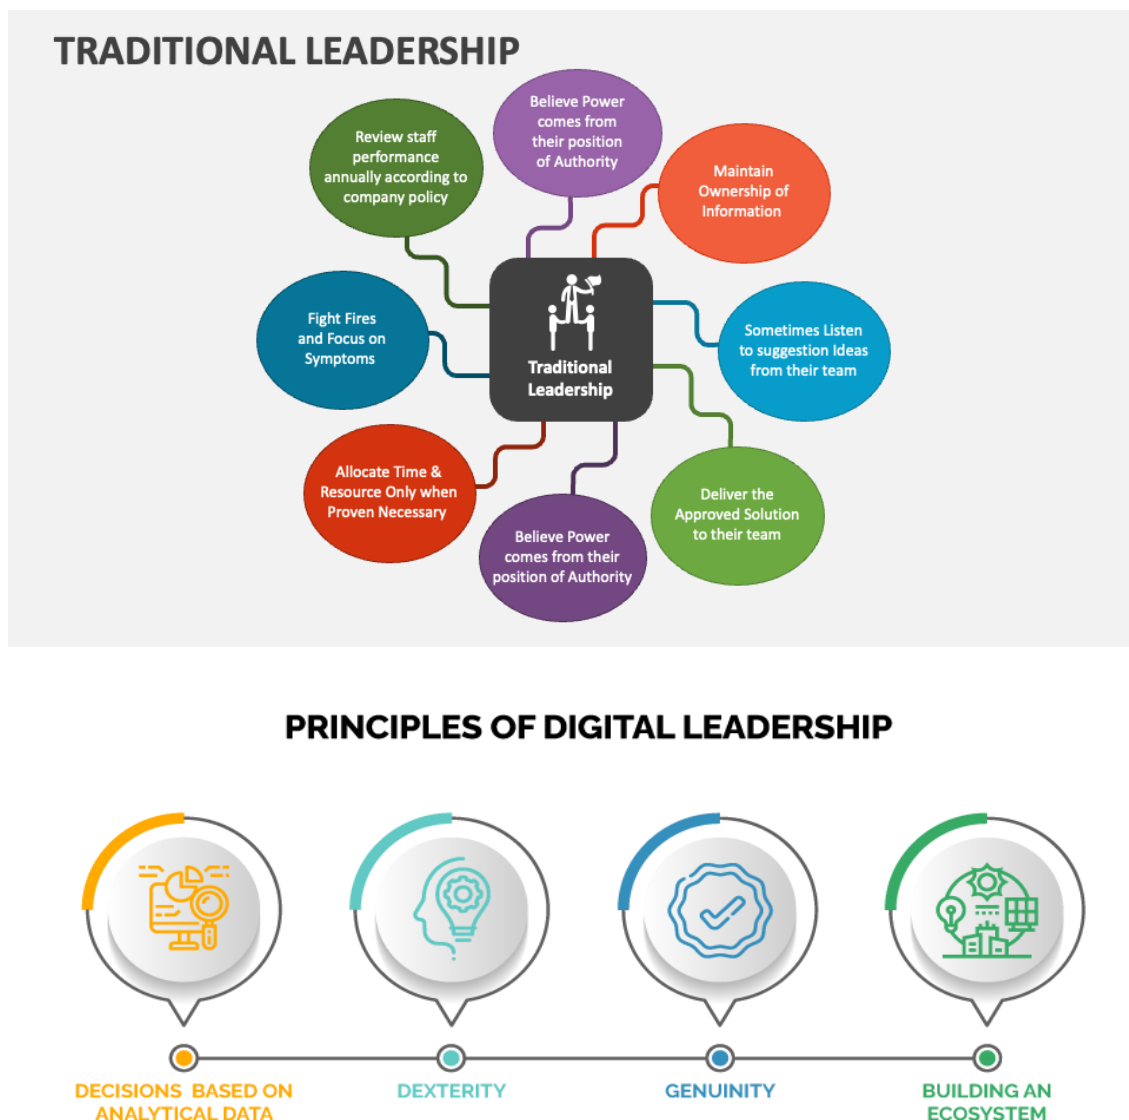 TRADITIONAL LEADERSHIP
Believe Power
comes from
their position
of Authority
Maintain
Ownership of
Information
Sometimes Listen
to suggestion Ideas
from their team
Deliver the
Approved Solution
to their team
Believe Power
comes from their
position of Authority
Allocate Time &
Resource Only when
Proven Necessary
Fight Fires
and Focus on
Symptoms
Review staff
performance
annually according to
company policy
Traditional
Leadership
PRINCIPLES OF DIGITAL LEADERSHIP
DECISIONS BASED ON
ANALYTICAL DATA
DEXTERITY
GENUINITY
BUILDING AN
ECOSYSTEM